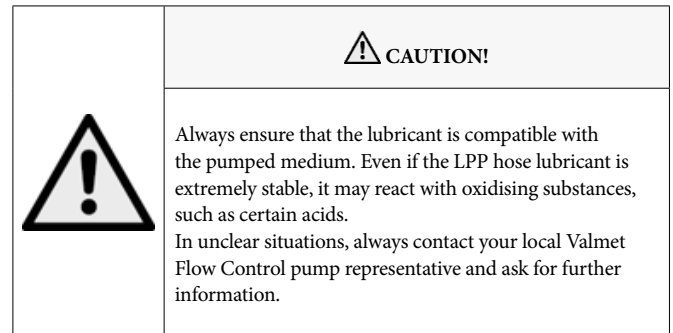 CAUTION!
Always ensure that the lubricant is compatible with
the pumped medium. Even if the LPP hose lubricant is
extremely stable, it may react with oxidising substances,
such as certain acids.
In unclear situations, always contact your local Valmet
Flow Control pump representative and ask for further
information.